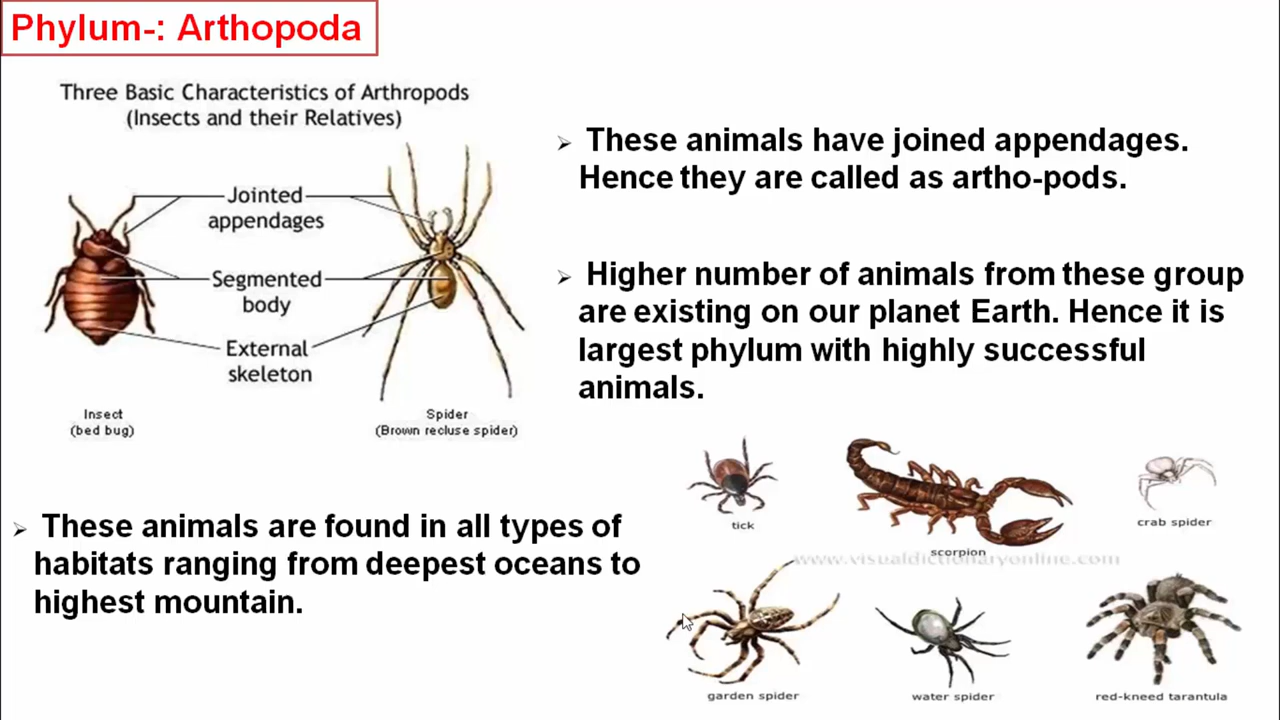 Phylum-: Arthopoda
Three Basic Characteristics of Arthropods
(Insects and their Relatives)
Jointed
appendages
Segmented
body
External
skeleton
Insect
(bed bug)
Spider
(Brown recluse spider)
➢ These animals have joined appendages.
Hence they are called as artho-pods.
➢ Higher number of animals from these group
are existing on our planet Earth. Hence it is
largest phylum with highly successful
animals.
➢ These animals are found in all types of
habitats ranging from deepest oceans to
highest mountain.
tick
scorpion
crab spider
www.visualdictionaryonline.com
garden spider
water spider
red-kneed tarantula